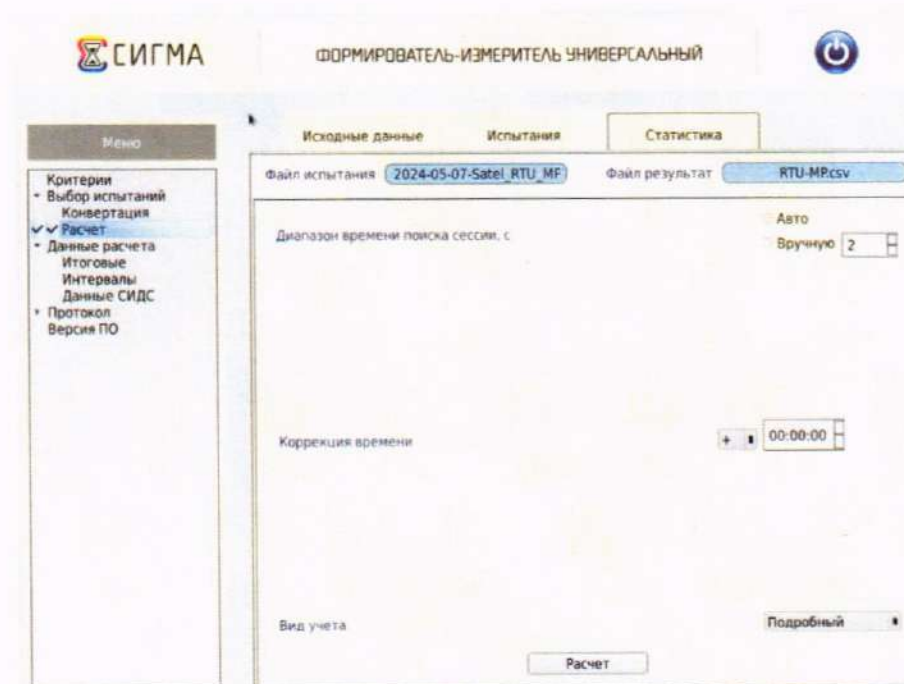 СИГМА
ФОРМИРОВАТЕЛЬ-ИЗМЕРИТЕЛЬ УНИВЕРСАЛЬНЫЙ
Меню
Критерии
Выбор испытаний
Конвертация
Расчет
Данные расчета
Итоговые
Интервалы
Данные СИДС
Протокол
Версия ПО
Исходные данные Испытания Статистика
Файл испытания 2024-05-07-Satel_RTU_MF Файл результат RTU-MP.csv
Диапазон времени поиска сессии, с
Авто
Вручную 2
Коррекция времени + 00:00:00
Вид учета Подробный
Расчет